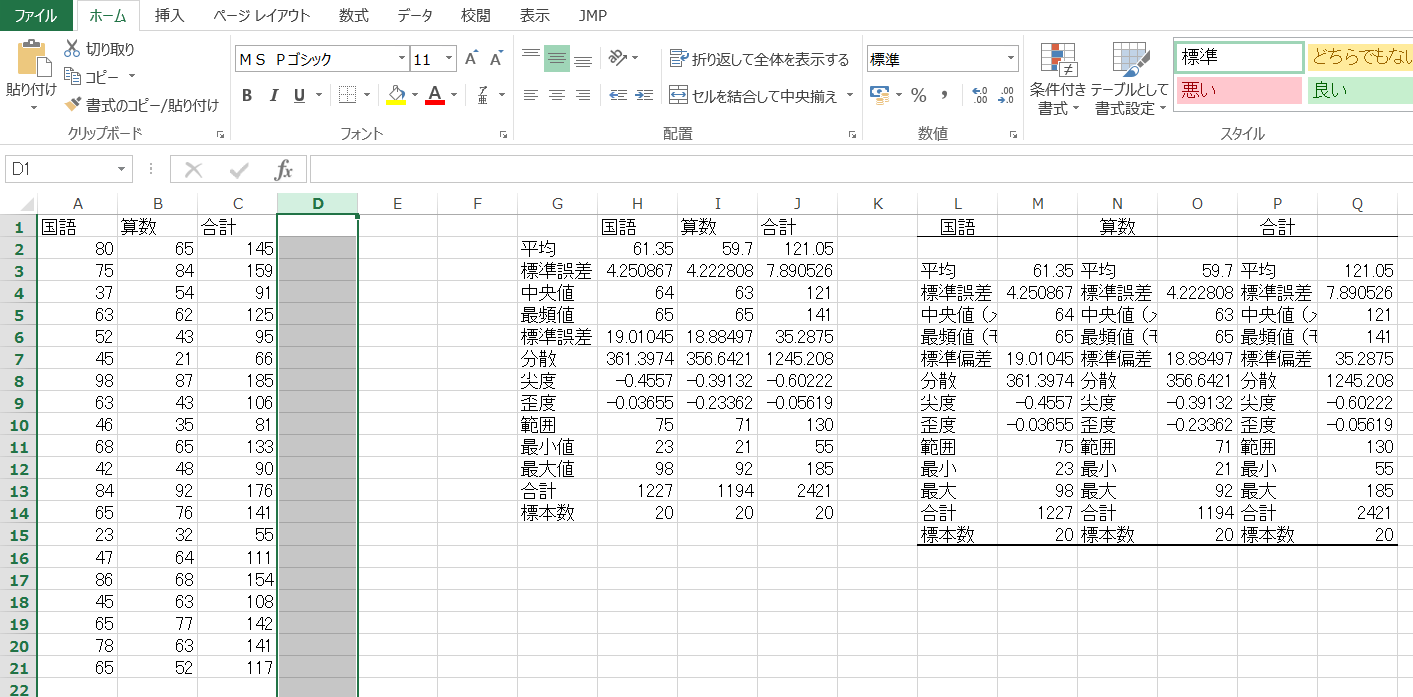 ファイル ホーム 挿入 ページ レイアウト 数式 データ 校閲 表示 JMP
切り取り
コピー
書式のコピー/貼り付け
貼り付け
クリップボード
ＭＳ Ｐゴシック 11
B I U
フォント
折り返して全体を表示する
セルを結合して中央揃え
配置
標準
% ,
数値
条件付き書式
テーブルとして書式設定
標準 どちらでもない
悪い 良い
スタイル
D1 fx
A B C D E F G H I J K L M N O P Q
1 国語 算数 合計 国語 算数 合計 国語 算数 合計
2 80 65 145 平均 61.35 59.7 121.05
3 75 84 159 標準誤差 4.250867 4.222808 7.890526 平均 61.35 平均 59.7 平均 121.05
4 37 54 91 中央値 64 63 121 標準誤差 4.250867 標準誤差 4.222808 標準誤差 7.890526
5 63 62 125 最頻値 65 65 141 中央値（メ 64 中央値（メ 63 中央値（メ 121
6 52 43 95 標準誤差 19.01045 18.88497 35.2875 最頻値（モ 65 最頻値（モ 65 最頻値（モ 141
7 45 21 66 分散 361.3974 356.6421 1245.208 標準偏差 19.01045 標準偏差 18.88497 標準偏差 35.2875
8 98 87 185 尖度 -0.4557 -0.39132 -0.60222 分散 361.3974 分散 356.6421 分散 1245.208
9 63 43 106 歪度 -0.03655 -0.23362 -0.05619 尖度 -0.4557 尖度 -0.39132 尖度 -0.60222
10 46 35 81 範囲 75 71 130 歪度 -0.03655 歪度 -0.23362 歪度 -0.05619
11 68 65 133 最小値 23 21 55 範囲 75 範囲 71 範囲 130
12 42 48 90 最大値 98 92 185 最小 23 最小 21 最小 55
13 84 92 176 合計 1227 1194 2421 最大 98 最大 92 最大 185
14 65 76 141 標本数 20 20 20 合計 1227 合計 1194 合計 2421
15 23 32 55 標本数 20 標本数 20 標本数 20
16 47 64 111
17 86 68 154
18 45 63 108
19 65 77 142
20 78 63 141
21 65 52 117
22